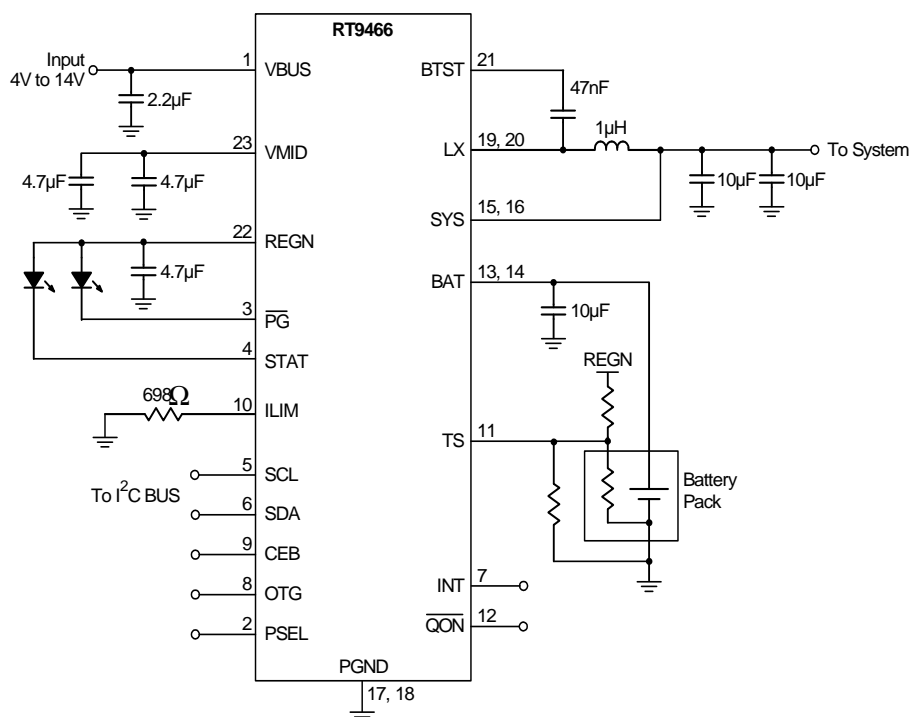 RT9466
Input
4V to 14V
1
VBUS
2.2µF
23
VMID
4.7µF
4.7µF
22
REGN
4.7µF
3
PG
4
STAT
698Ω
10
ILIM
5
SCL
To I²C BUS
6
SDA
9
CEB
8
OTG
2
PSEL
PGND
17, 18
BTST
21
47nF
1µH
LX
19, 20
To System
10µF
10µF
SYS
15, 16
BAT
13, 14
10µF
REGN
TS
11
Battery
Pack
INT
7
QON
12